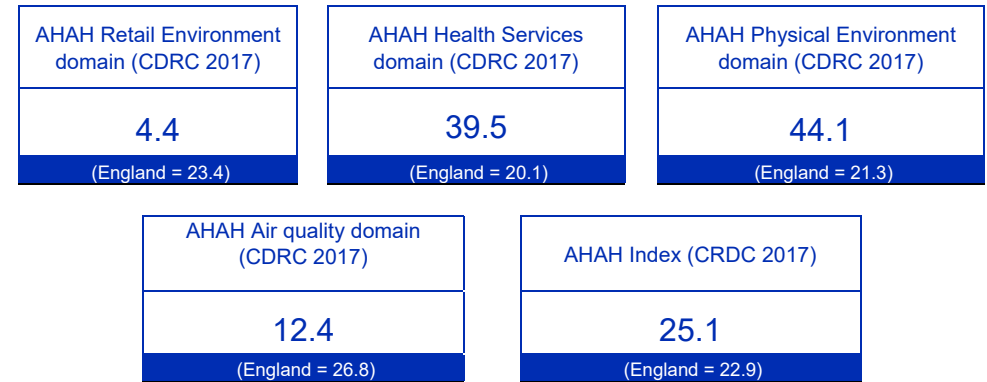 AHAH Retail Environment
domain (CDRC 2017)
4.4
(England = 23.4)
AHAH Health Services
domain (CDRC 2017)
39.5
(England = 20.1)
AHAH Physical Environment
domain (CDRC 2017)
44.1
(England = 21.3)
AHAH Air quality domain
(CDRC 2017)
12.4
(England = 26.8)
AHAH Index (CRDC 2017)
25.1
(England = 22.9)